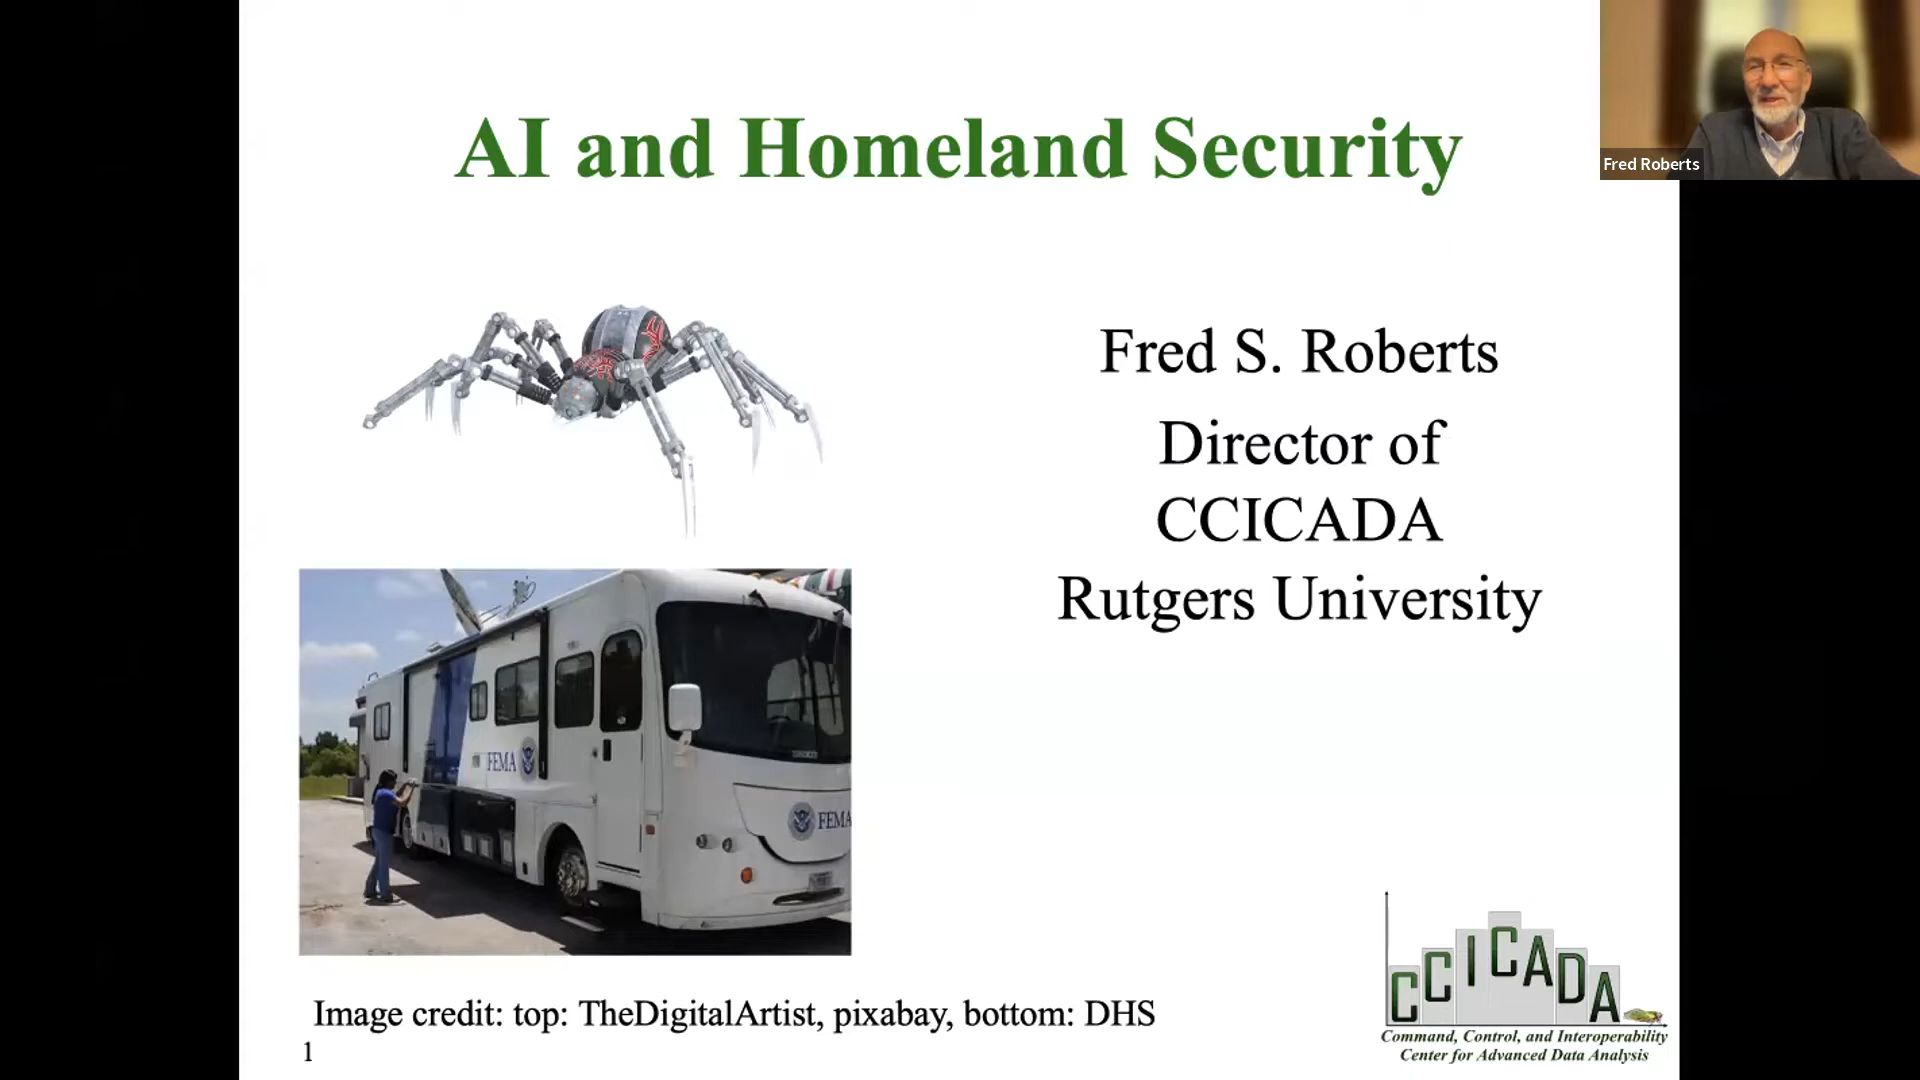 AI and Homeland Security
Fred Roberts
Fred S. Roberts
Director of
CCICADA
Rutgers University
FEMA
FEMA
Image credit: top: TheDigitalArtist, pixabay, bottom: DHS
1
CCICADA
Command, Control, and Interoperability
Center for Advanced Data Analysis